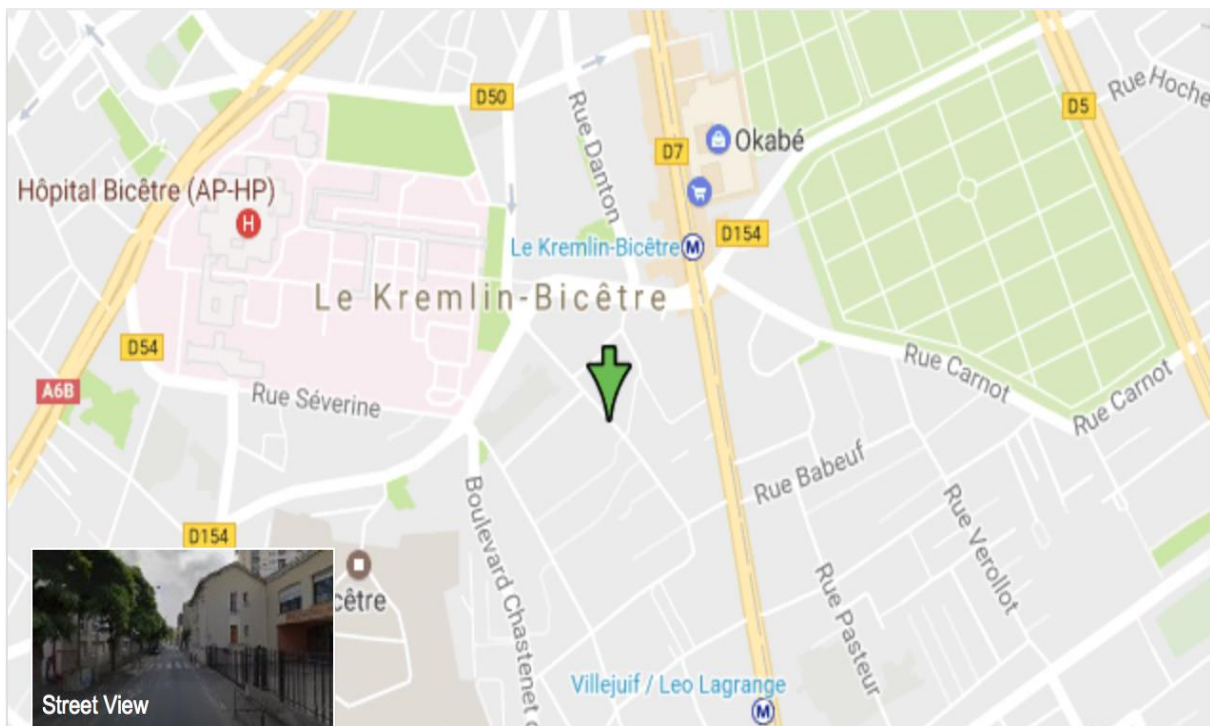 D50
Rue Danton
D7
Okabé
D5
Rue Hoche
Hôpital Bicêtre (AP-HP)
H
Le Kremlin-Bicêtre
M
D154
Le Kremlin-Bicêtre
D54
A6B
Rue Séverine
Rue Carnot
Rue Carnot
Rue Babeuf
Rue Verollot
Boulevard Chastenet
D154
cêtre
Rue Pasteur
Villejuif / Leo Lagrange
M
Street View